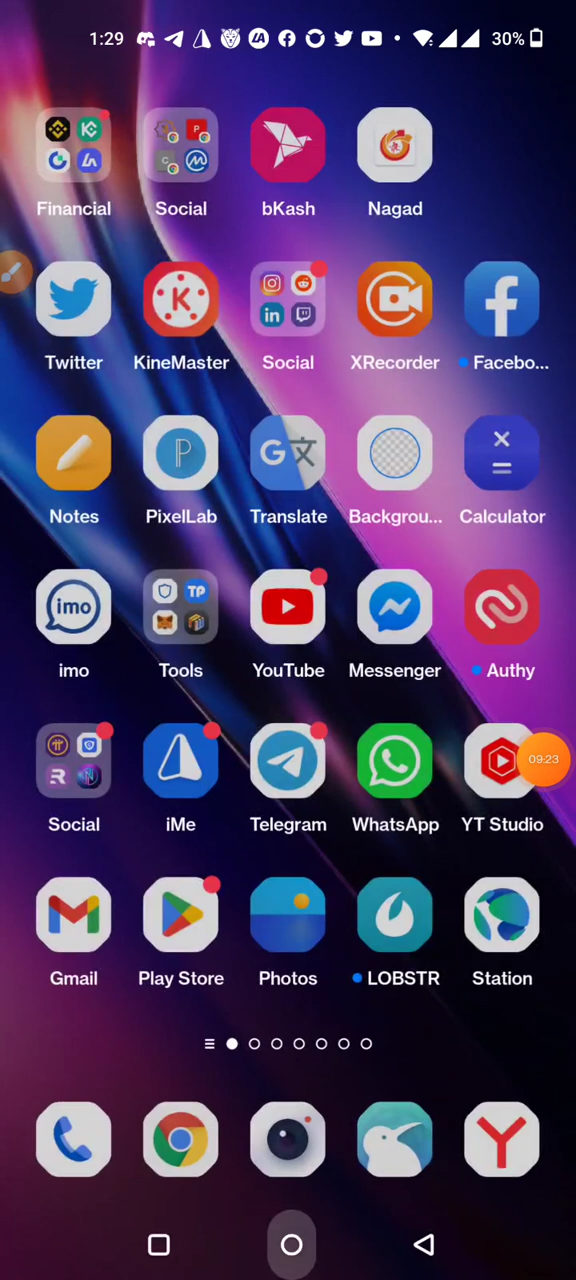 1:29 30%
Financial Social bKash Nagad
Twitter KineMaster Social XRecorder Facebo...
Notes PixelLab Translate Backgrou... Calculator
imo Tools YouTube Messenger Authy
09:23
Social iMe Telegram WhatsApp YT Studio
Gmail Play Store Photos LOBSTR Station